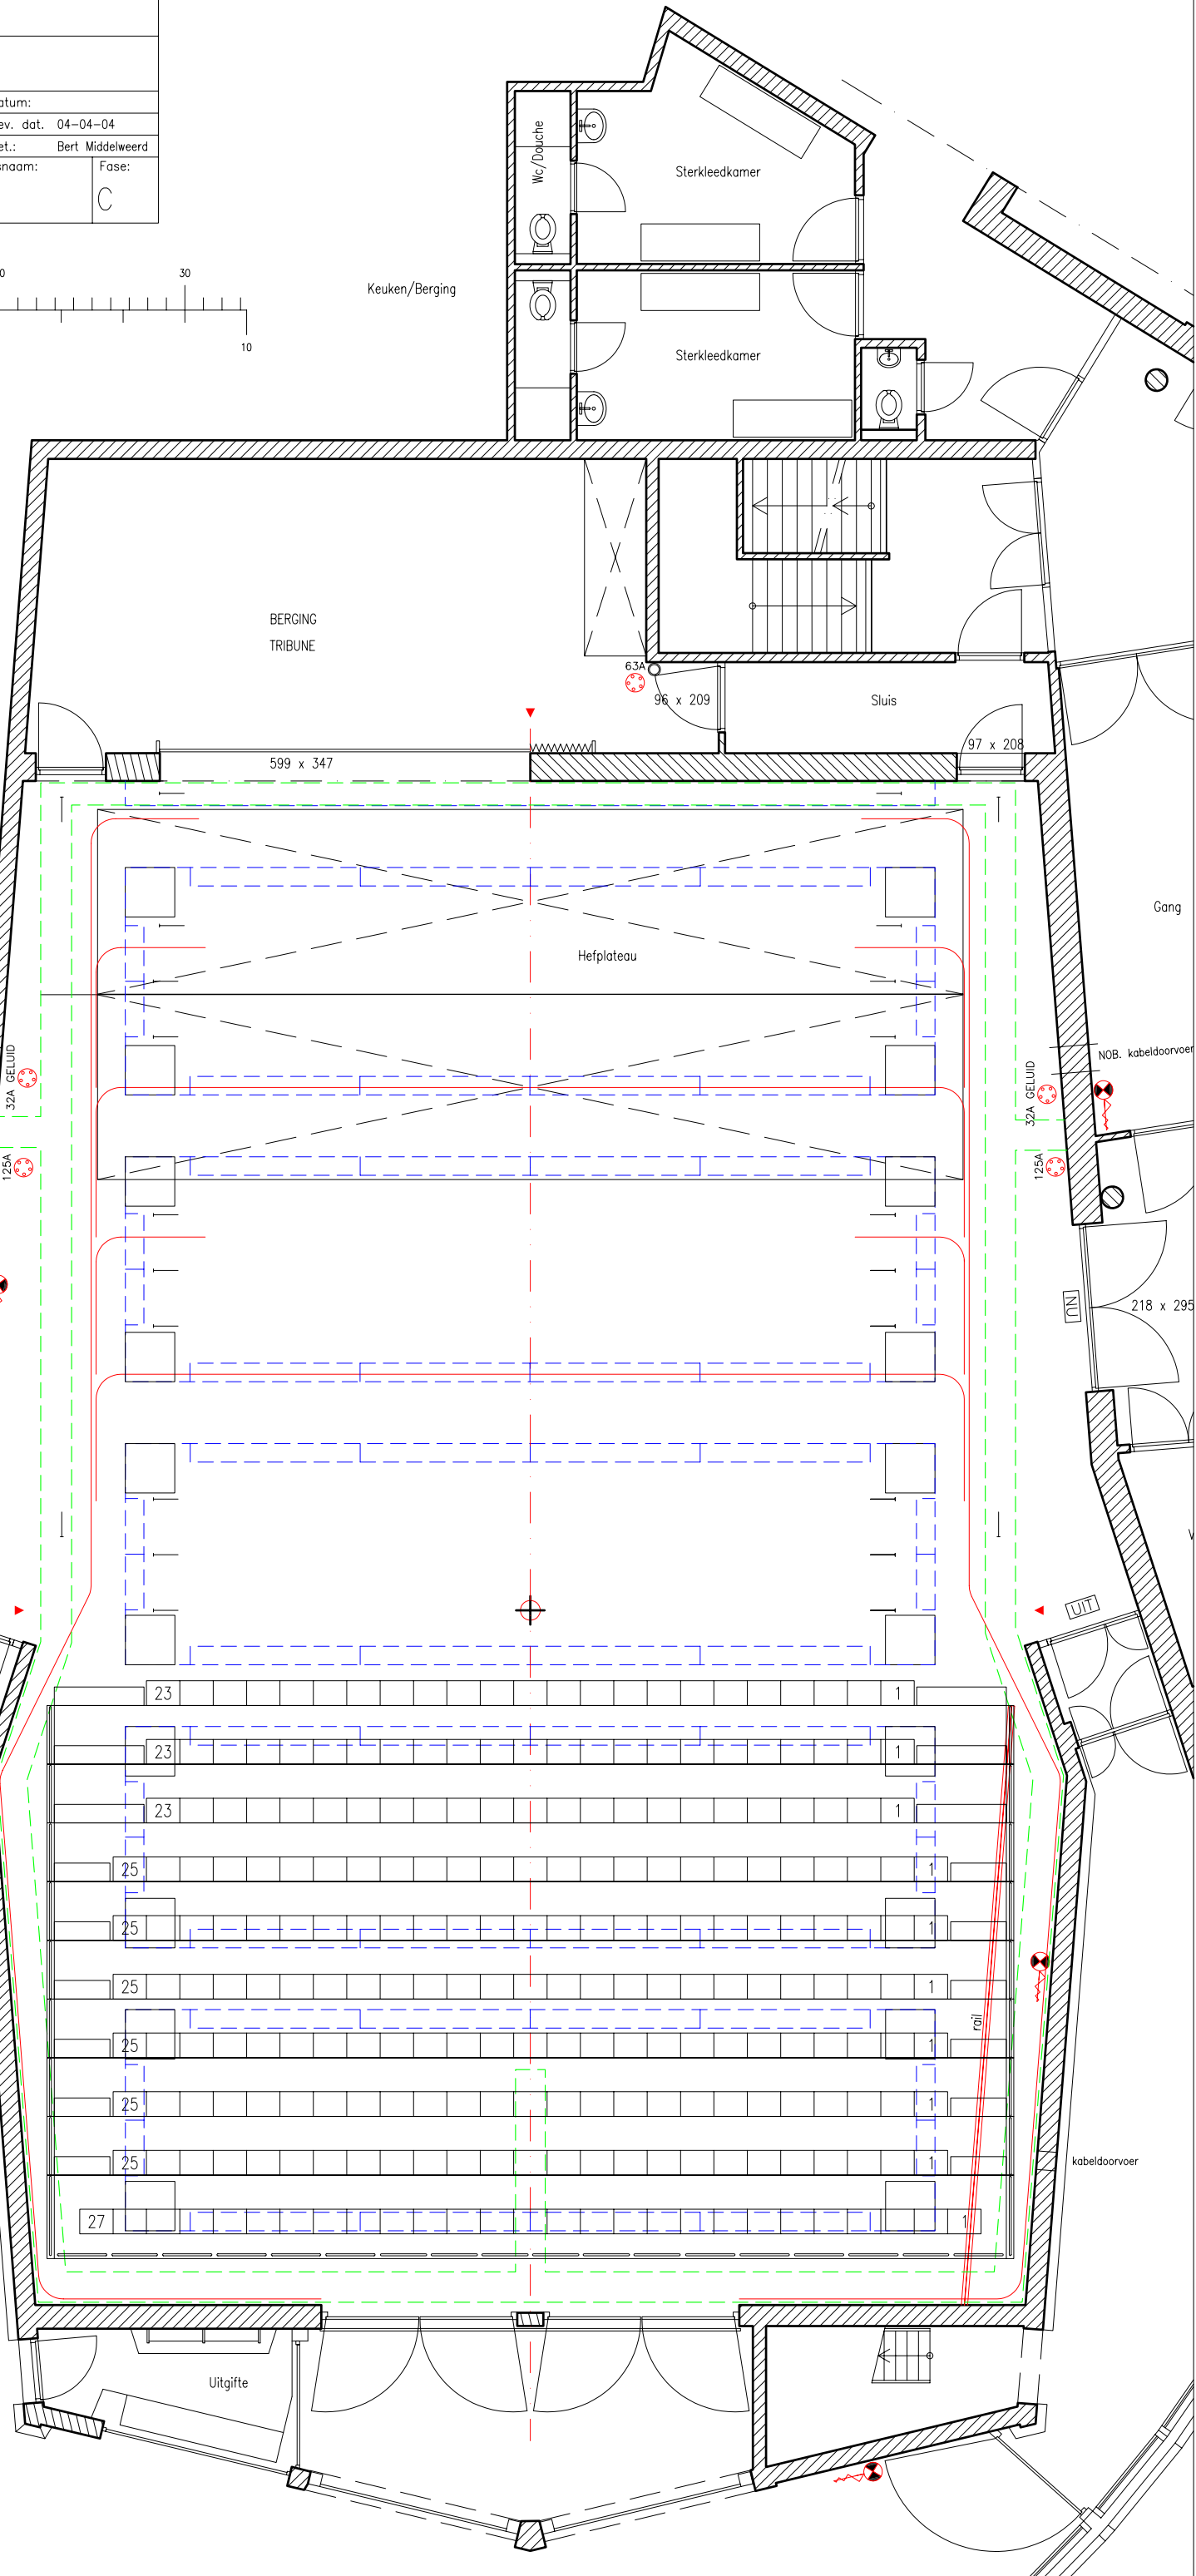 atum:
ev. dat. 04-04-04
et.: Bert Middelweerd
snaam: Fase:
C
0 30
10
Wc/Douche
Sterkleedkamer
Keuken/Berging
Sterkleedkamer
BERGING
TRIBUNE
63A
96 x 209
Sluis
97 x 208
599 x 347
Gang
Hefplateau
32A GELUID
32A GELUID
NOB. kabeldoorvoer
125A
125A
NU
218 x 295
V
UIT
23 1
23 1
23 1
25 1
25 1
25 1
rail
25 1
25 1
25 1
kabeldoorvoer
27 1
Uitgifte